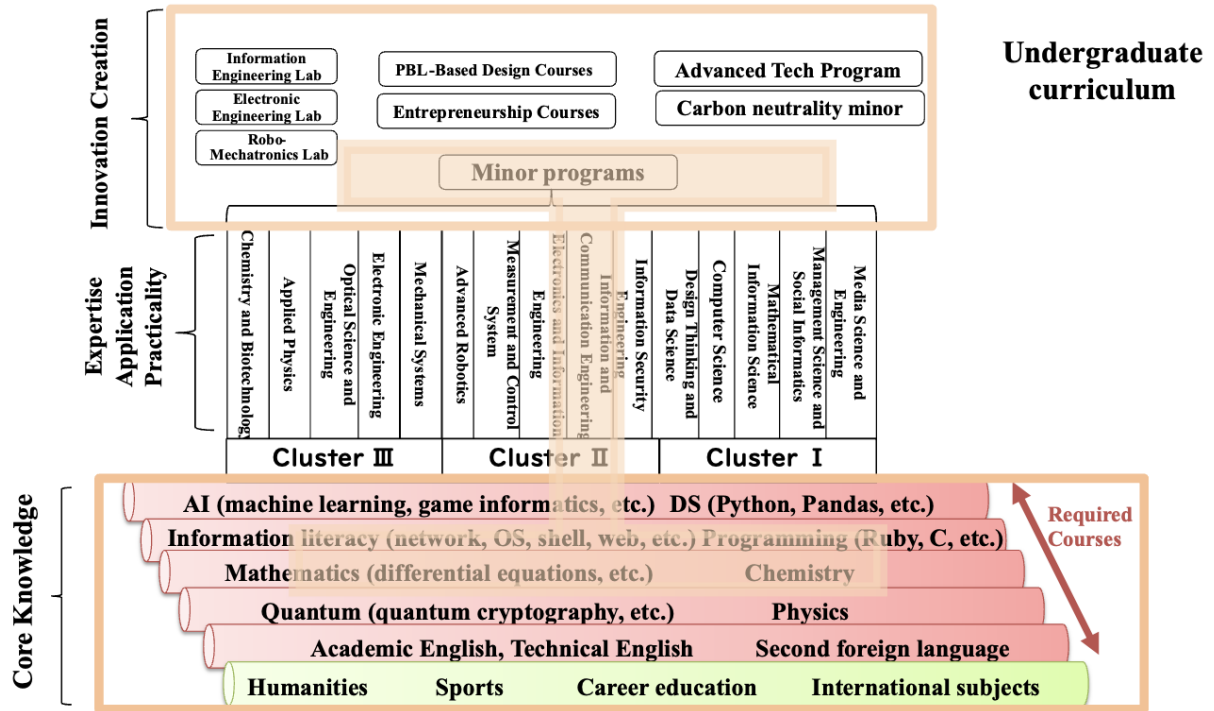 Undergraduate
curriculum
Innovation Creation
Information
Engineering Lab
Electronic
Engineering Lab
Robo-
Mechatronics Lab
PBL-Based Design Courses
Entrepreneurship Courses
Advanced Tech Program
Carbon neutrality minor
Minor programs
Expertise
Application
Practicality
Chemistry and Biotechnology
Applied Physics
Optical Science and
Engineering
Electronic Engineering
Mechanical Systems
Advanced Robotics
Measurement and Control
System
Engineering
Electronics and Information
Communication Engineering
Information and
Engineering
Information Security
Design Thinking and
Data Science
Computer Science
Mathematical
Information Science
Management Science and
Social Informatics
Media Science and
Engineering
Cluster Ⅲ
Cluster Ⅱ
Cluster Ⅰ
Core Knowledge
AI (machine learning, game informatics, etc.) DS (Python, Pandas, etc.)
Information literacy (network, OS, shell, web, etc.) Programming (Ruby, C, etc.)
Mathematics (differential equations, etc.) Chemistry
Quantum (quantum cryptography, etc.) Physics
Academic English, Technical English Second foreign language
Humanities Sports Career education International subjects
Required
Courses